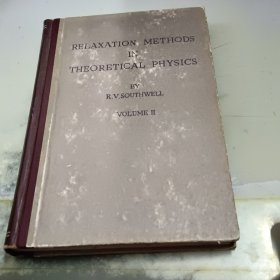 RELAXATION METHODS
IN
THEORETICAL PHYSICS
BY
R.V.SOUTHWELL
VOLUME II